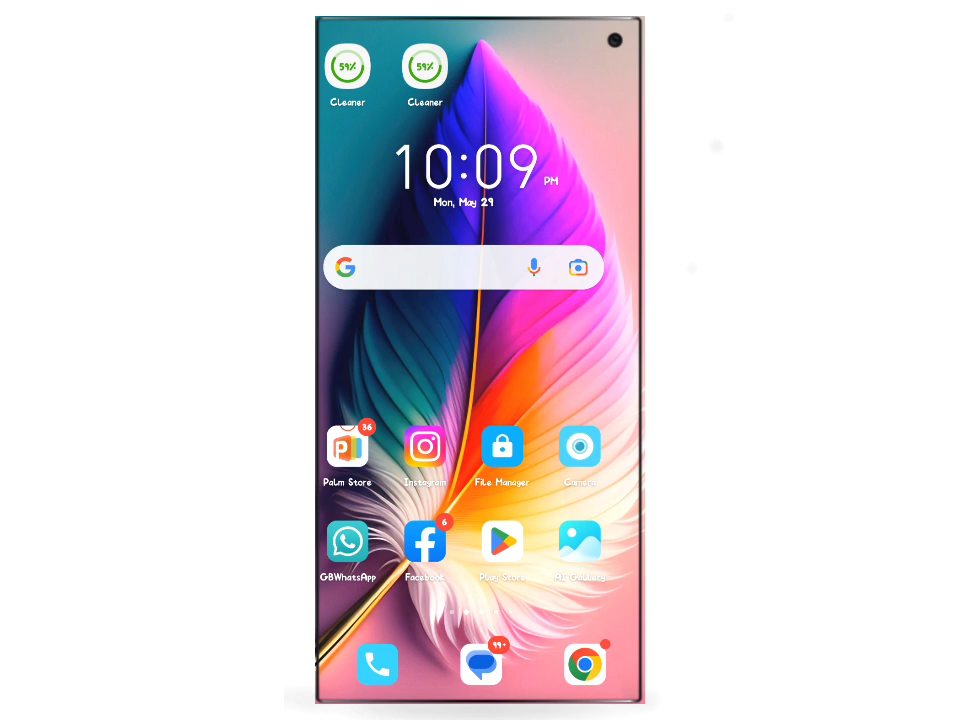 59%
59%
Cleaner
Cleaner
10:09 PM
Mon, May 29
36
Palm Store
Instagram
File Manager
Camera
6
GBWhatsApp
Facebook
Play Store
AI Gallery
99+